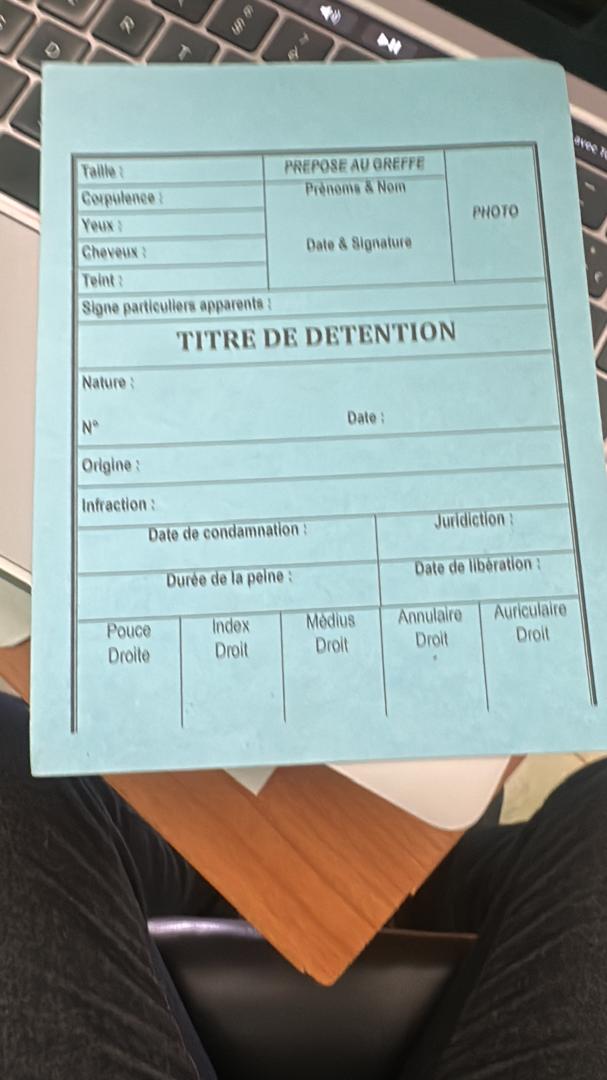 Taille :
Corpulence :
Yeux :
Cheveux :
Teint :
PREPOSE AU GREFFE
Prénoms & Nom
Date & Signature
PHOTO
Signe particuliers apparents :
TITRE DE DETENTION
Nature :
N° Date :
Origine :
Infraction :
Date de condamnation : Juridiction :
Durée de la peine : Date de libération :
Pouce Droite
Index Droit
Médius Droit
Annulaire Droit
Auriculaire Droit
R
T
D
avec